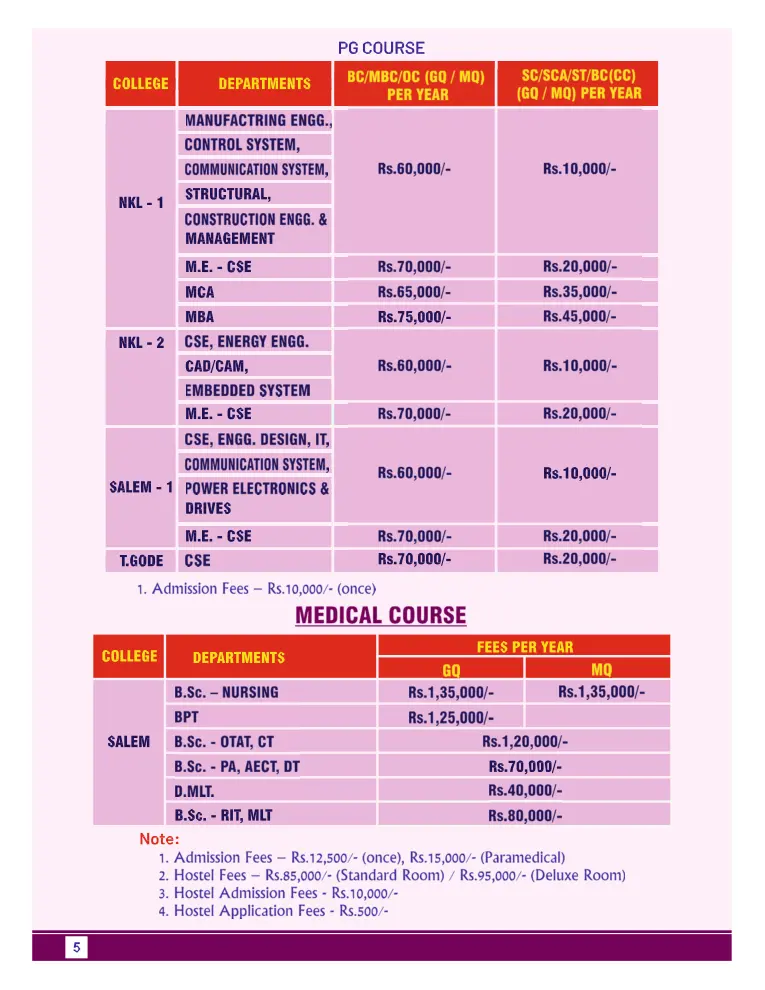 PG COURSE
COLLEGE DEPARTMENTS BC/MBC/OC (GQ / MQ) PER YEAR SC/SCA/ST/BC(CC) (GQ / MQ) PER YEAR
NKL - 1
MANUFACTRING ENGG.,
CONTROL SYSTEM,
COMMUNICATION SYSTEM, Rs.60,000/- Rs.10,000/-
STRUCTURAL,
CONSTRUCTION ENGG. &
MANAGEMENT
M.E. - CSE Rs.70,000/- Rs.20,000/-
MCA Rs.65,000/- Rs.35,000/-
MBA Rs.75,000/- Rs.45,000/-
NKL - 2 CSE, ENERGY ENGG.
CAD/CAM, Rs.60,000/- Rs.10,000/-
EMBEDDED SYSTEM
M.E. - CSE Rs.70,000/- Rs.20,000/-
SALEM - 1
CSE, ENGG. DESIGN, IT,
COMMUNICATION SYSTEM, Rs.60,000/- Rs.10,000/-
POWER ELECTRONICS &
DRIVES
M.E. - CSE Rs.70,000/- Rs.20,000/-
T.GODE CSE Rs.70,000/- Rs.20,000/-
1. Admission Fees – Rs.10,000/- (once)
MEDICAL COURSE
COLLEGE DEPARTMENTS FEES PER YEAR
GQ MQ
SALEM
B.Sc. – NURSING Rs.1,35,000/- Rs.1,35,000/-
BPT Rs.1,25,000/-
B.Sc. - OTAT, CT Rs.1,20,000/-
B.Sc. - PA, AECT, DT Rs.70,000/-
D.MLT. Rs.40,000/-
B.Sc. - RIT, MLT Rs.80,000/-
Note:
1. Admission Fees – Rs.12,500/- (once), Rs.15,000/- (Paramedical)
2. Hostel Fees – Rs.85,000/- (Standard Room) / Rs.95,000/- (Deluxe Room)
3. Hostel Admission Fees - Rs.10,000/-
4. Hostel Application Fees - Rs.500/-
5